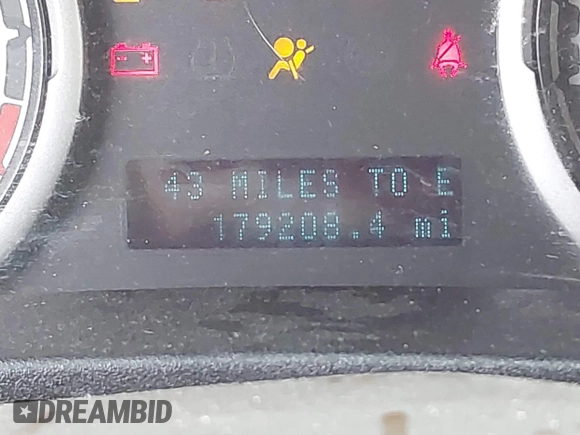 43 MILES TO E
179208.4 mi
DREAMBID